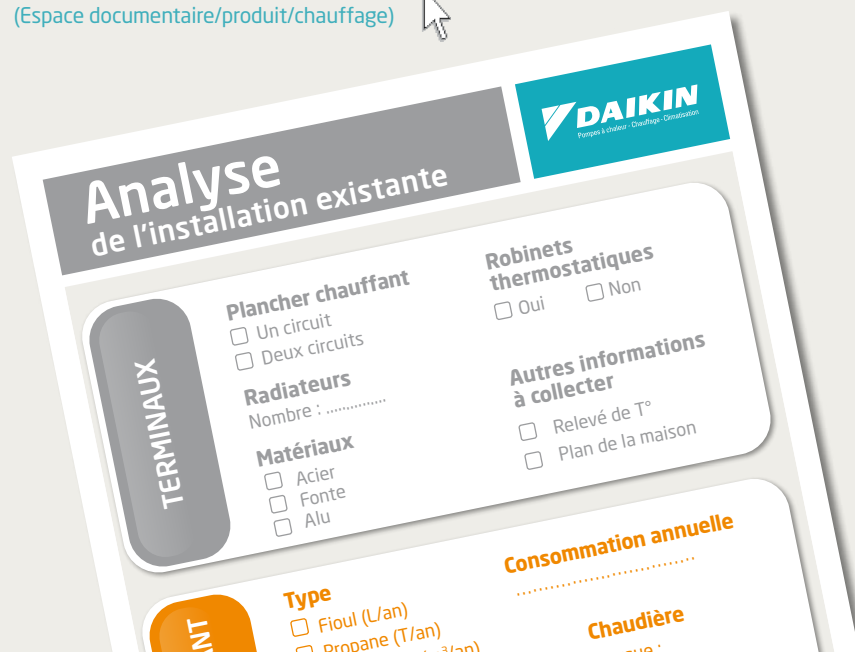 (Espace documentaire/produit/chauffage)
DAIKIN
Pompes à chaleur - Chauffage - Climatisation
Analyse
de l'installation existante
TERMINAUX
Plancher chauffant
Un circuit
Deux circuits
Radiateurs
Nombre : ...............
Matériaux
Acier
Fonte
Alu
Robinets
thermostatiques
Oui
Non
Autres informations
à collecter
Relevé de T°
Plan de la maison
Type
Fioul (L/an)
Propane (T/an)
Consommation annuelle
..............................
Chaudière